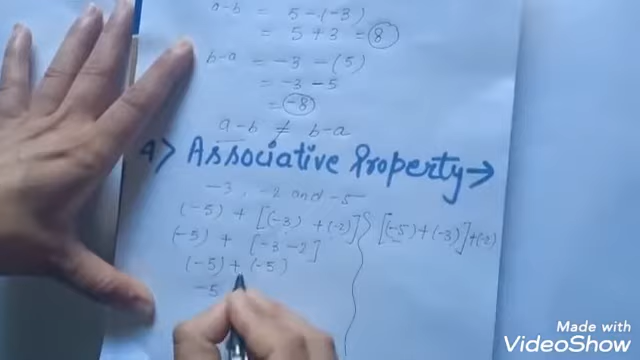 a-b = 5-(-3)
= 5+3 = 8
b-a = -3 -(5)
= -3 -5
= -8
a-b ≠ b-a
4> Associative Property →
-3, -2 and -5
(-5) + [(-3) + (-2)] [(-5)+(-3)]+(-2)
(-5) + [-3-2]
(-5) + (-5)
-5
Made with
VideoShow